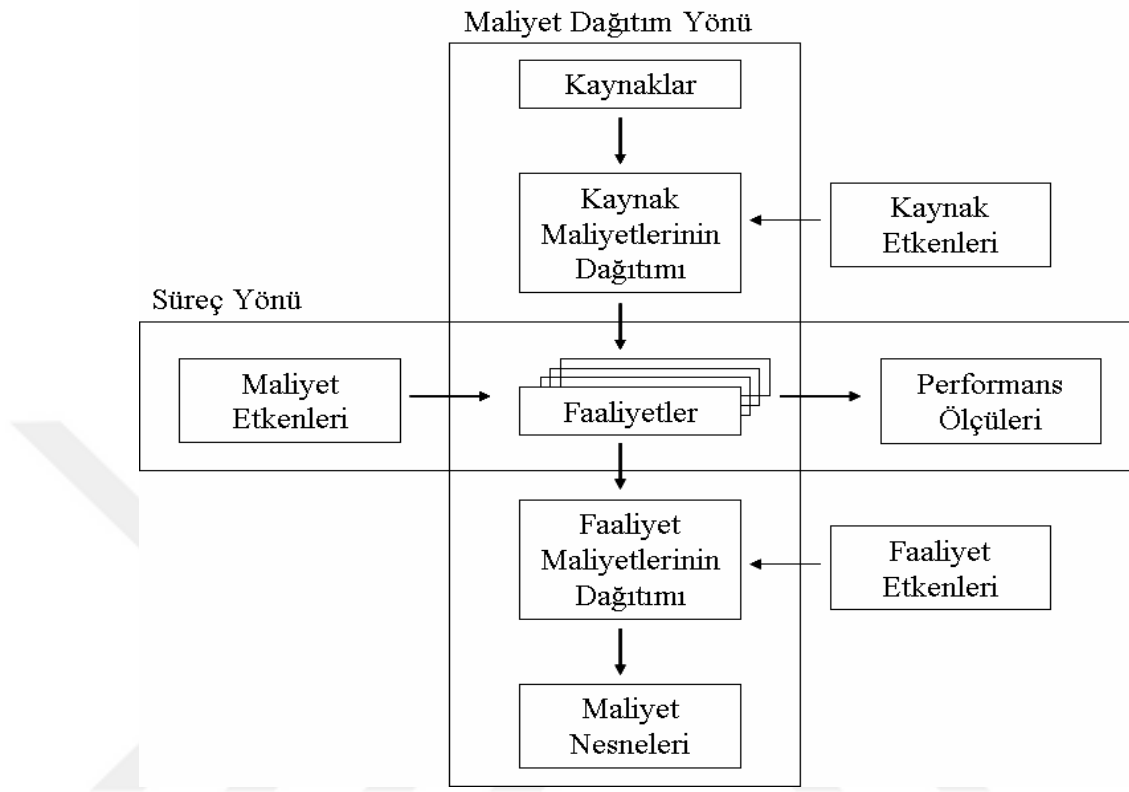 Maliyet Dağıtım Yönü
Kaynaklar
Kaynak
Maliyetlerinin
Dağıtımı
Kaynak
Etkenleri
Süreç Yönü
Maliyet
Etkenleri
Faaliyetler
Performans
Ölçüleri
Faaliyet
Maliyetlerinin
Dağıtımı
Faaliyet
Etkenleri
Maliyet
Nesneleri